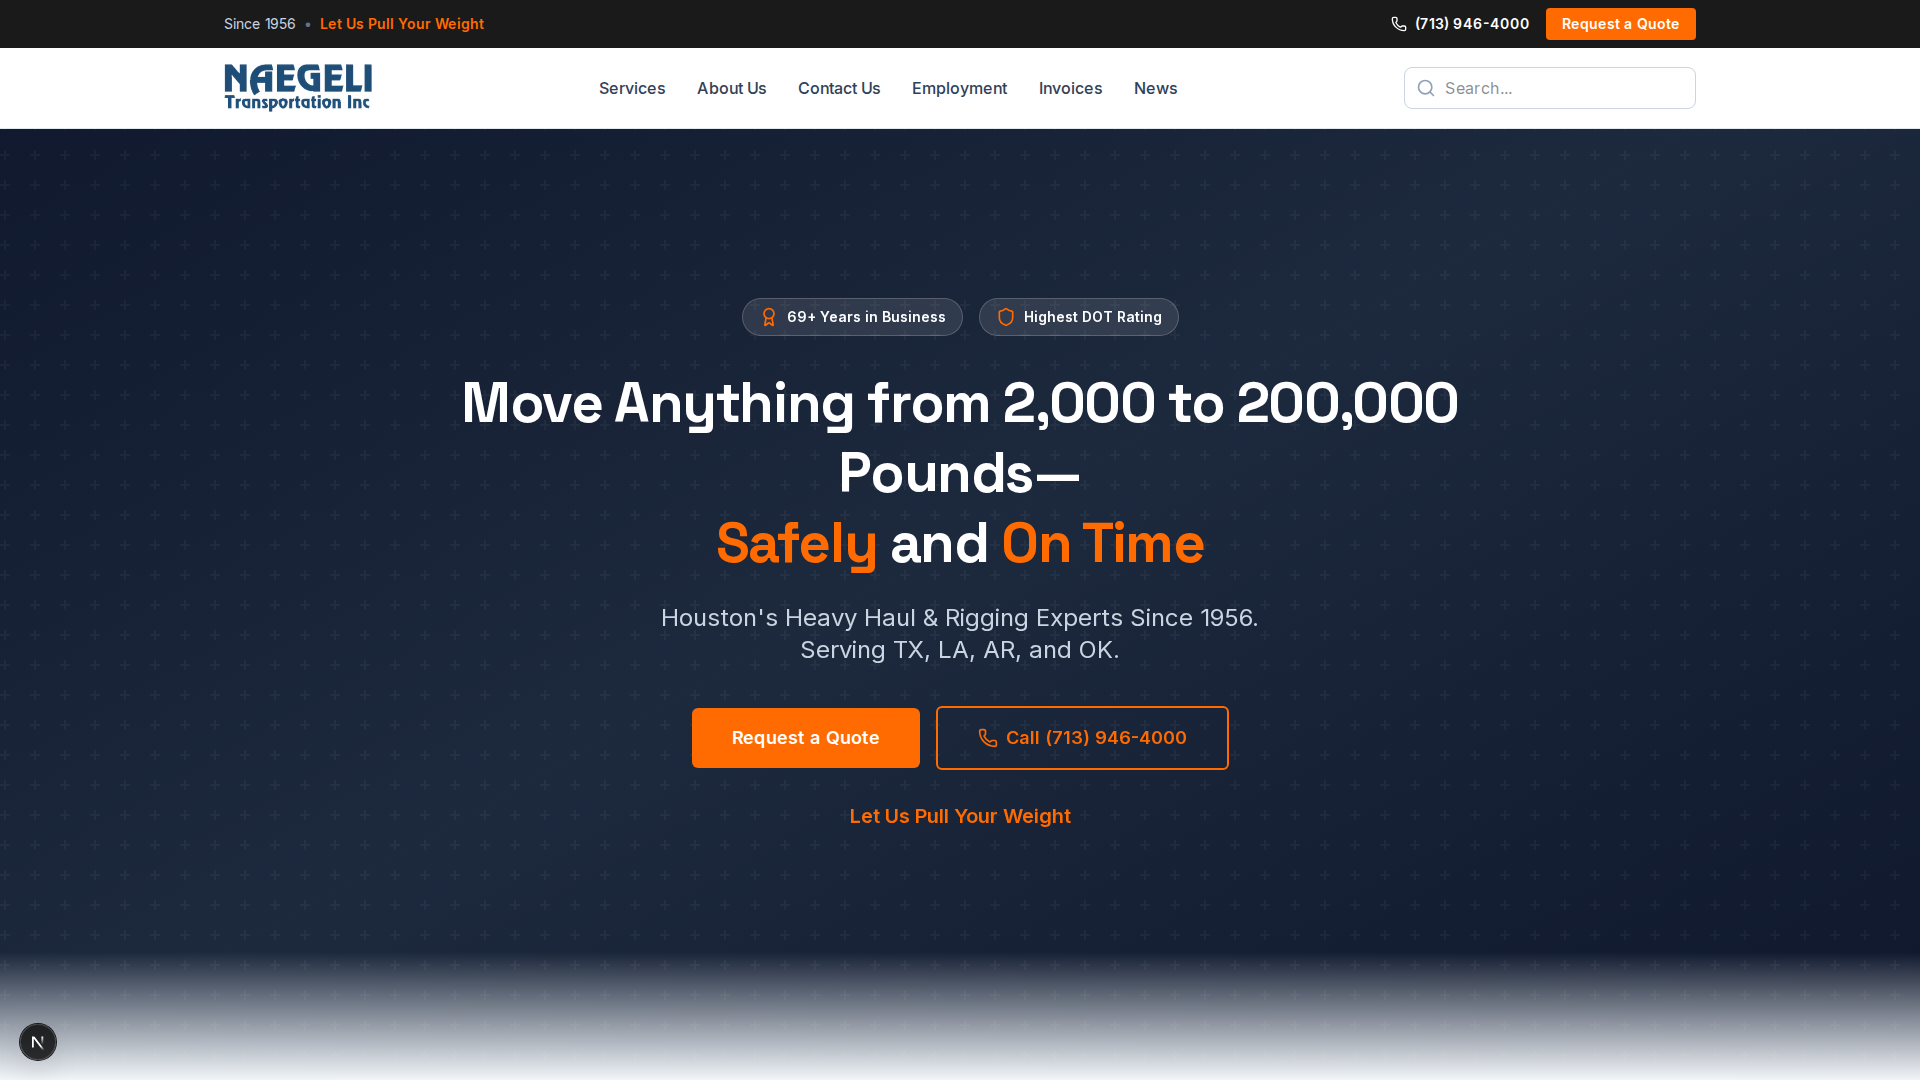 Since 1956 • Let Us Pull Your Weight
(713) 946-4000
Request a Quote
NAEGELI
Transportation Inc
Services
About Us
Contact Us
Employment
Invoices
News
Search...
69+ Years in Business
Highest DOT Rating
Move Anything from 2,000 to 200,000
Pounds—
Safely and On Time
Houston's Heavy Haul & Rigging Experts Since 1956.
Serving TX, LA, AR, and OK.
Request a Quote
Call (713) 946-4000
Let Us Pull Your Weight
N